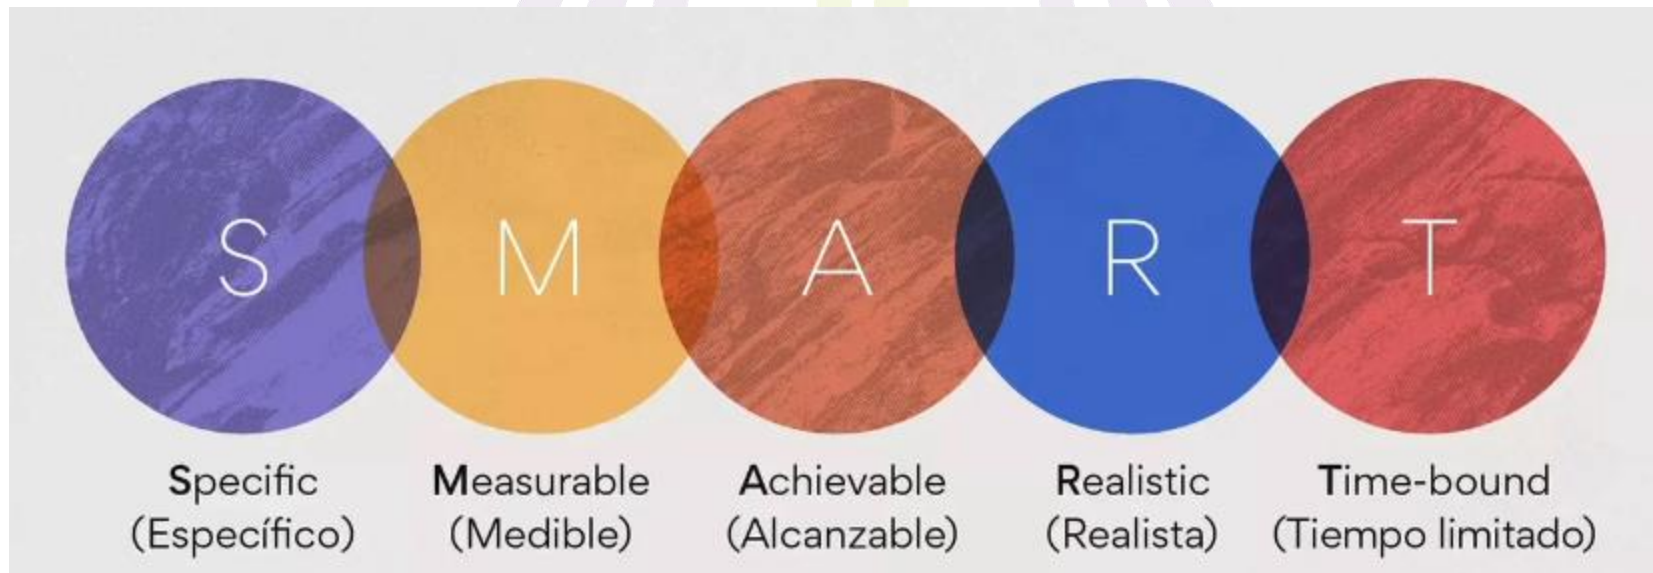 S M A R T
Specific
(Específico)
Measurable
(Medible)
Achievable
(Alcanzable)
Realistic
(Realista)
Time-bound
(Tiempo limitado)